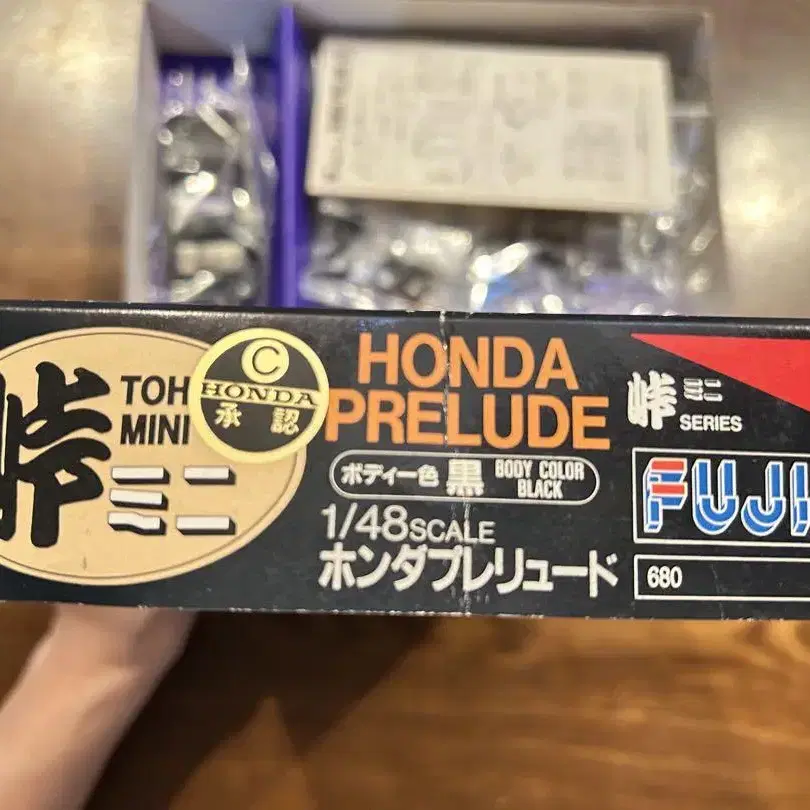 峠
TOH
MINI
ミニ
©
HONDA
承認
HONDA
PRELUDE
ボディー色 黒 BODY COLOR
BLACK
1/48SCALE
ホンダプレリュード
峠ミニ
SERIES
FUJI
680